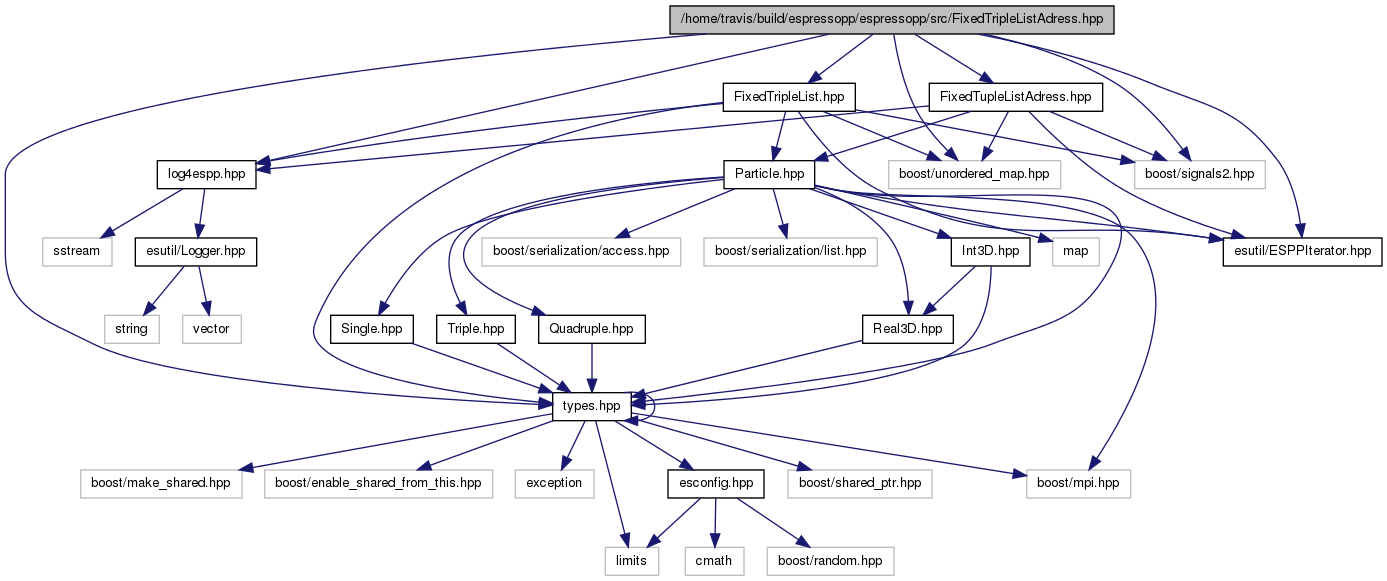 /home/travis/build/espressopp/espressopp/src/FixedTripleListAdress.hpp
FixedTripleList.hpp
FixedTupleListAdress.hpp
log4espp.hpp
Particle.hpp
boost/unordered_map.hpp
boost/signals2.hpp
sstream
esutil/Logger.hpp
boost/serialization/access.hpp
boost/serialization/list.hpp
Int3D.hpp
map
esutil/ESPPIterator.hpp
string
vector
Single.hpp
Triple.hpp
Quadruple.hpp
Real3D.hpp
types.hpp
boost/make_shared.hpp
boost/enable_shared_from_this.hpp
exception
esconfig.hpp
boost/shared_ptr.hpp
boost/mpi.hpp
limits
cmath
boost/random.hpp